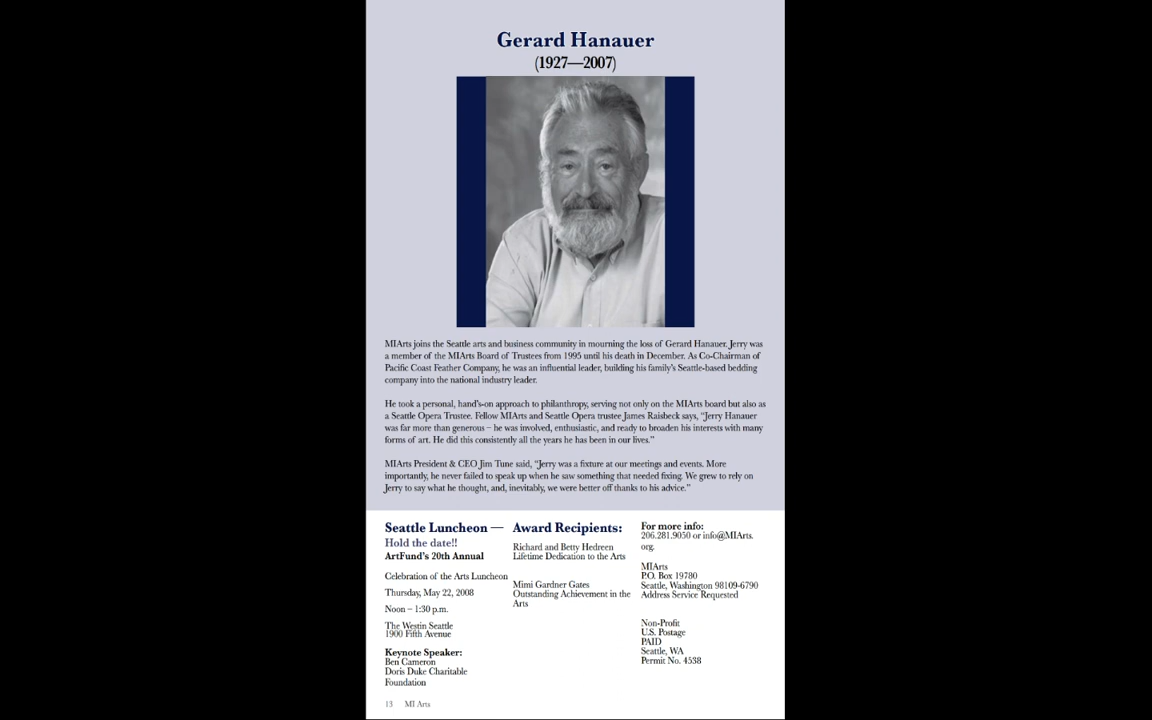 Gerard Hanauer
(1927—2007)
MIArts joins the Seattle arts and business community in mourning the loss of Gerard Hanauer. Jerry was
a member of the MIArts Board of Trustees from 1995 until his death in December. As Co-Chairman of
Pacific Coast Feather Company, he was an influential leader, building his family's Seattle-based bedding
company into the national industry leader.
He took a personal, hand's-on approach to philanthropy, serving not only on the MIArts board but also as
a Seattle Opera Trustee. Fellow MIArts and Seattle Opera trustee James Raisbeck says, "Jerry Hanauer
was far more than generous – he was involved, enthusiastic, and ready to broaden his interests with many
forms of art. He did this consistently all the years he has been in our lives."
MIArts President & CEO Jim Tune said, "Jerry was a fixture at our meetings and events. More
importantly, he never failed to speak up when he saw something that needed fixing. We grew to rely on
Jerry to say what he thought, and, inevitably, we were better off thanks to his advice."
Seattle Luncheon —
Hold the date!!
ArtFund's 20th Annual
Celebration of the Arts Luncheon
Thursday, May 22, 2008
Noon – 1:30 p.m.
The Westin Seattle
1900 Fifth Avenue
Keynote Speaker:
Ben Cameron
Doris Duke Charitable
Foundation
Award Recipients:
Richard and Betty Hedreen
Lifetime Dedication to the Arts
Mimi Gardner Gates
Outstanding Achievement in the
Arts
For more info:
206.281.9050 or info@MIArts.
org.
MIArts
P.O. Box 19780
Seattle, Washington 98109-6790
Address Service Requested
Non-Profit
U.S. Postage
PAID
Seattle, WA
Permit No. 4538
13 MI Arts